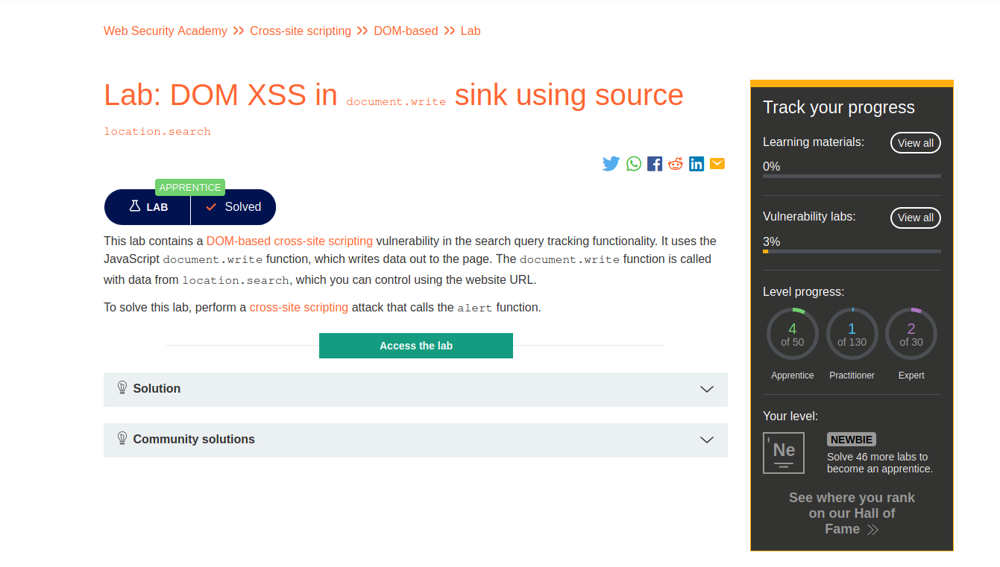 Web Security Academy >> Cross-site scripting >> DOM-based >> Lab
Lab: DOM XSS in document.write sink using source
location.search
APPRENTICE
LAB Solved
This lab contains a DOM-based cross-site scripting vulnerability in the search query tracking functionality. It uses the
JavaScript document.write function, which writes data out to the page. The document.write function is called
with data from location.search, which you can control using the website URL.
To solve this lab, perform a cross-site scripting attack that calls the alert function.
Access the lab
Solution
Community solutions
Track your progress
Learning materials: View all
0%
Vulnerability labs: View all
3%
Level progress:
4 1 2
of 50 of 130 of 30
Apprentice Practitioner Expert
Your level:
Ne NEWBIE
Solve 46 more labs to
become an apprentice.
See where you rank
on our Hall of
Fame >>